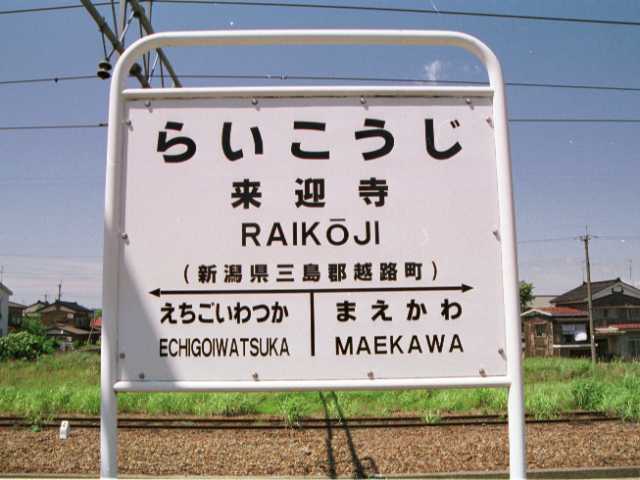 らいこうじ
来迎寺
RAIKŌJI
(新潟県三島郡越路町)
えちごいわつか まえかわ
ECHIGOIWATSUKA MAEKAWA